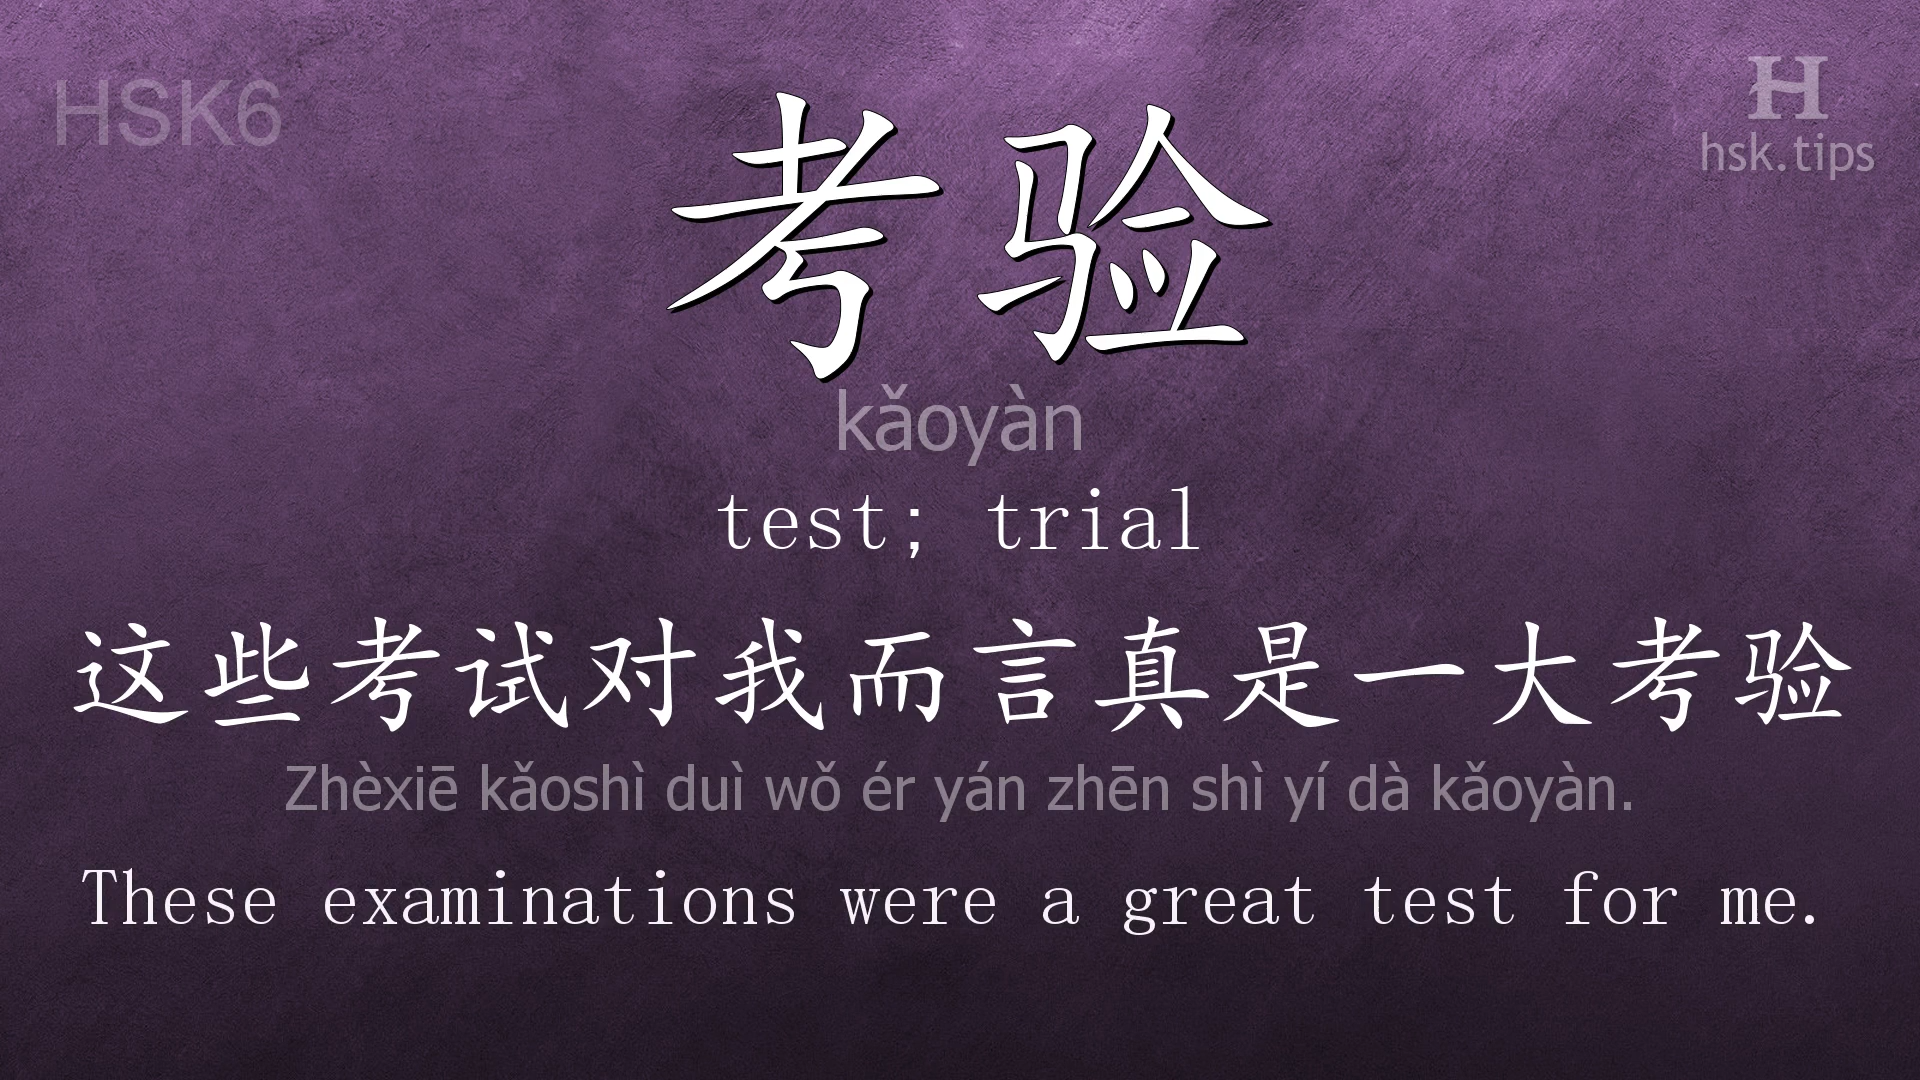 HSK6
H
hsk.tips
考验
kǎoyàn
test; trial
这些考试对我而言真是一大考验
Zhèxiē kǎoshì duì wǒ ér yán zhēn shì yí dà kǎoyàn.
These examinations were a great test for me.